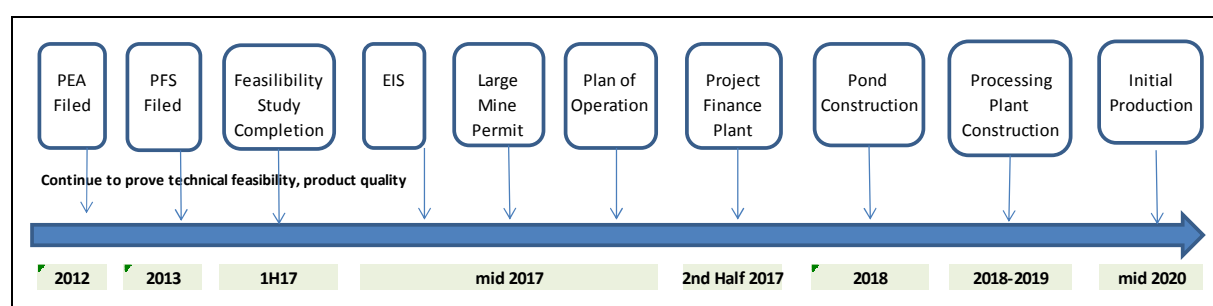 PEA
Filed
PFS
Filed
Feasilibility
Study
Completion
EIS
Large
Mine
Permit
Plan of
Operation
Project
Finance
Plant
Pond
Construction
Processing
Plant
Construction
Initial
Production
Continue to prove technical feasibility, product quality
2012
2013
1H17
mid 2017
2nd Half 2017
2018
2018-2019
mid 2020